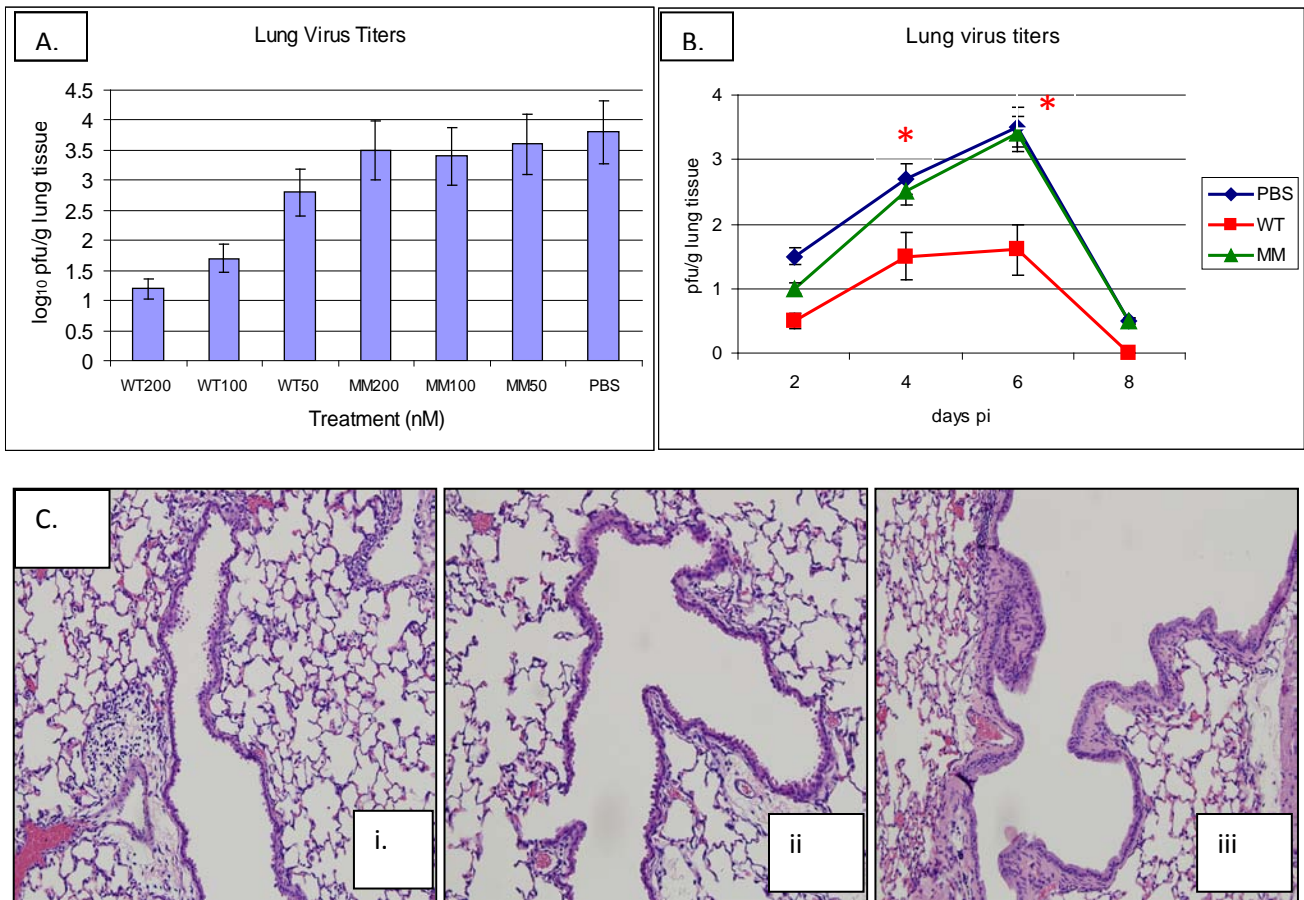 A.
Lung Virus Titers
log10 pfu/g lung tissue
4.5
4
3.5
3
2.5
2
1.5
1
0.5
0
WT200 WT100 WT50 MM200 MM100 MM50 PBS
Treatment (nM)
B.
Lung virus titers
pfu/g lung tissue
4
3
2
1
0
* *
2 4 6 8
days pi
PBS
WT
MM
C.
i.
ii
iii